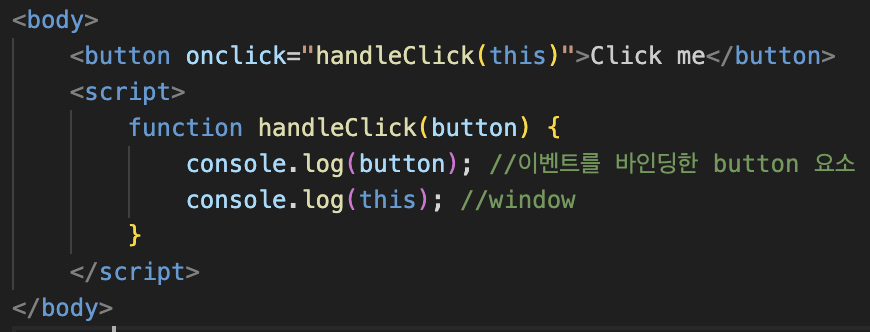 <body>
<button onclick="handleClick(this)">Click me</button>
<script>
function handleClick(button) {
console.log(button); //이벤트를 바인딩한 button 요소
console.log(this); //window
}
</script>
</body>